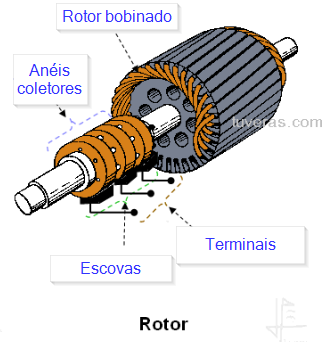 Rotor bobinado
Anéis
coletores
tuveras.com
Terminais
Escovas
Rotor